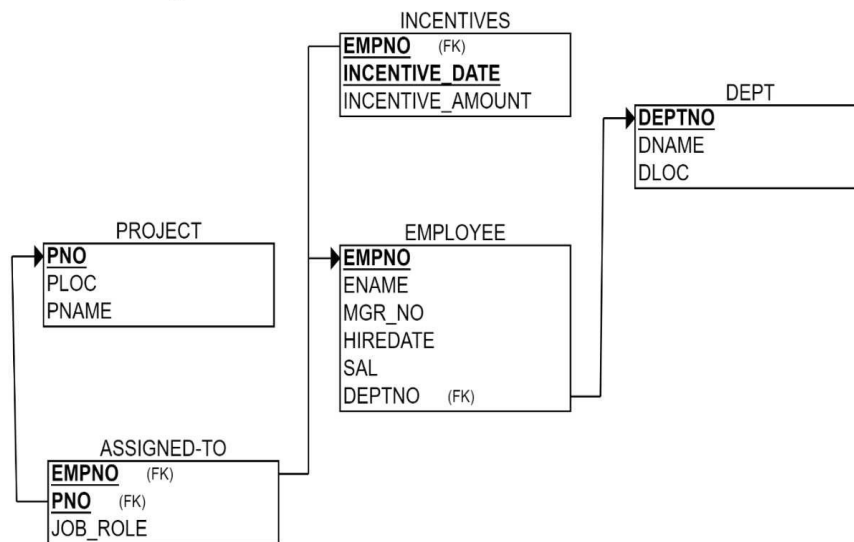 INCENTIVES
EMPNO (FK)
INCENTIVE_DATE
INCENTIVE_AMOUNT
DEPT
DEPTNO
DNAME
DLOC
PROJECT
PNO
PLOC
PNAME
EMPLOYEE
EMPNO
ENAME
MGR_NO
HIREDATE
SAL
DEPTNO (FK)
ASSIGNED-TO
EMPNO (FK)
PNO (FK)
JOB_ROLE